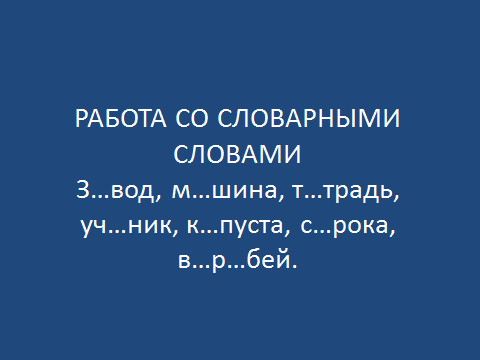 РАБОТА СО СЛОВАРНЫМИ
СЛОВАМИ
З…вод, м…шина, т…традь,
уч…ник, к…пуста, с…рока,
в…р…бей.